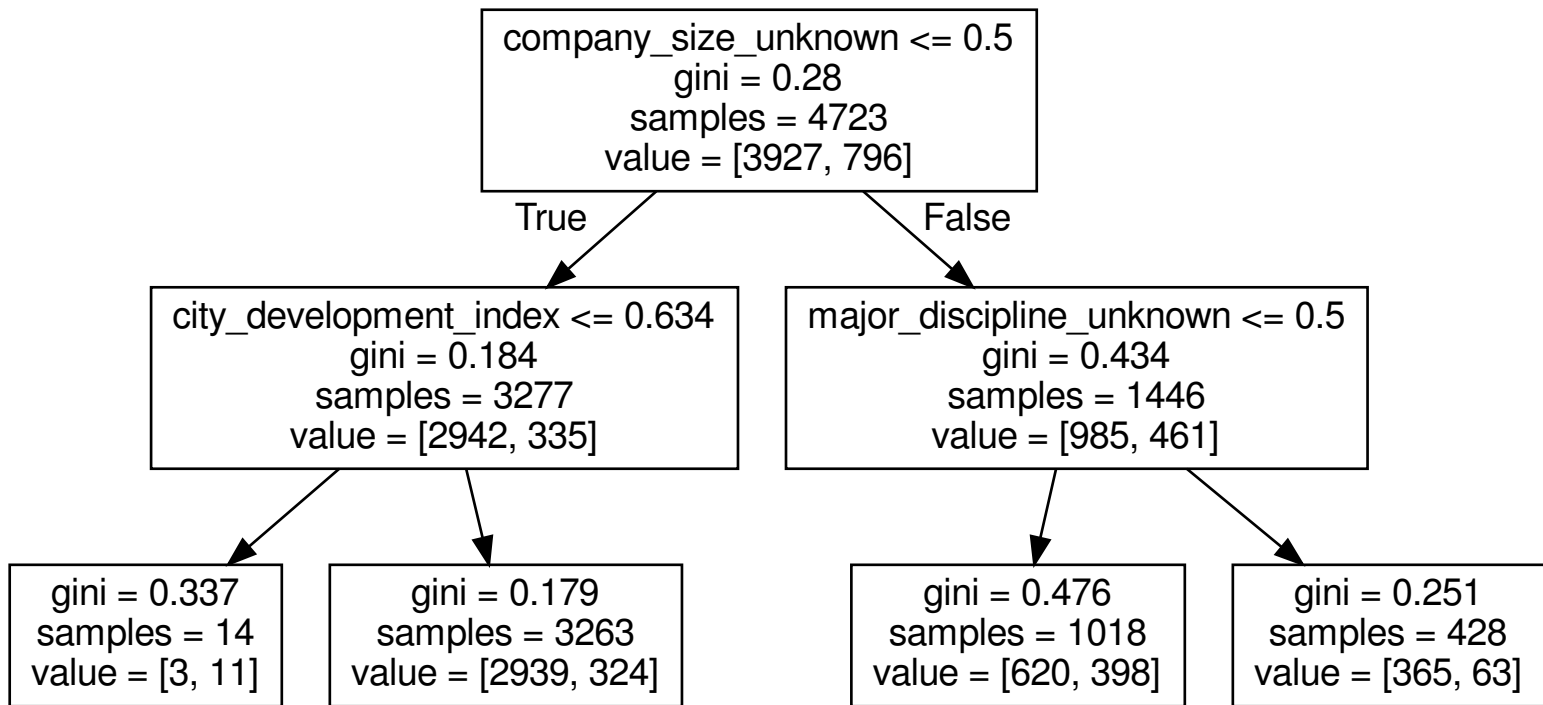 company_size_unknown <= 0.5
gini = 0.28
samples = 4723
value = [3927, 796]
True
False
city_development_index <= 0.634
gini = 0.184
samples = 3277
value = [2942, 335]
major_discipline_unknown <= 0.5
gini = 0.434
samples = 1446
value = [985, 461]
gini = 0.337
samples = 14
value = [3, 11]
gini = 0.179
samples = 3263
value = [2939, 324]
gini = 0.476
samples = 1018
value = [620, 398]
gini = 0.251
samples = 428
value = [365, 63]